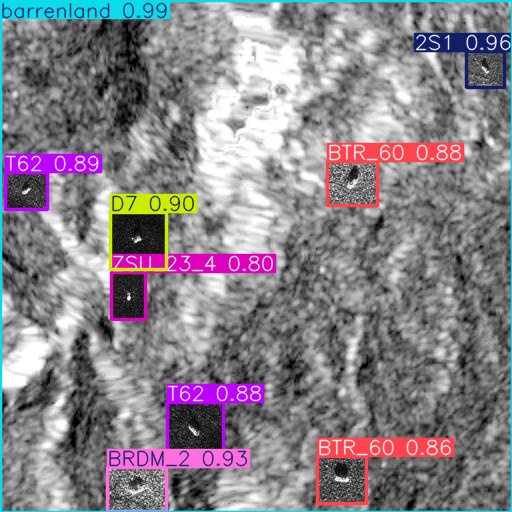 barrenland 0.99
2S1 0.96
BTR_60 0.88
T62 0.89
D7 0.90
ZSU_23_4 0.80
T62 0.88
BTR_60 0.86
BRDM_2 0.93